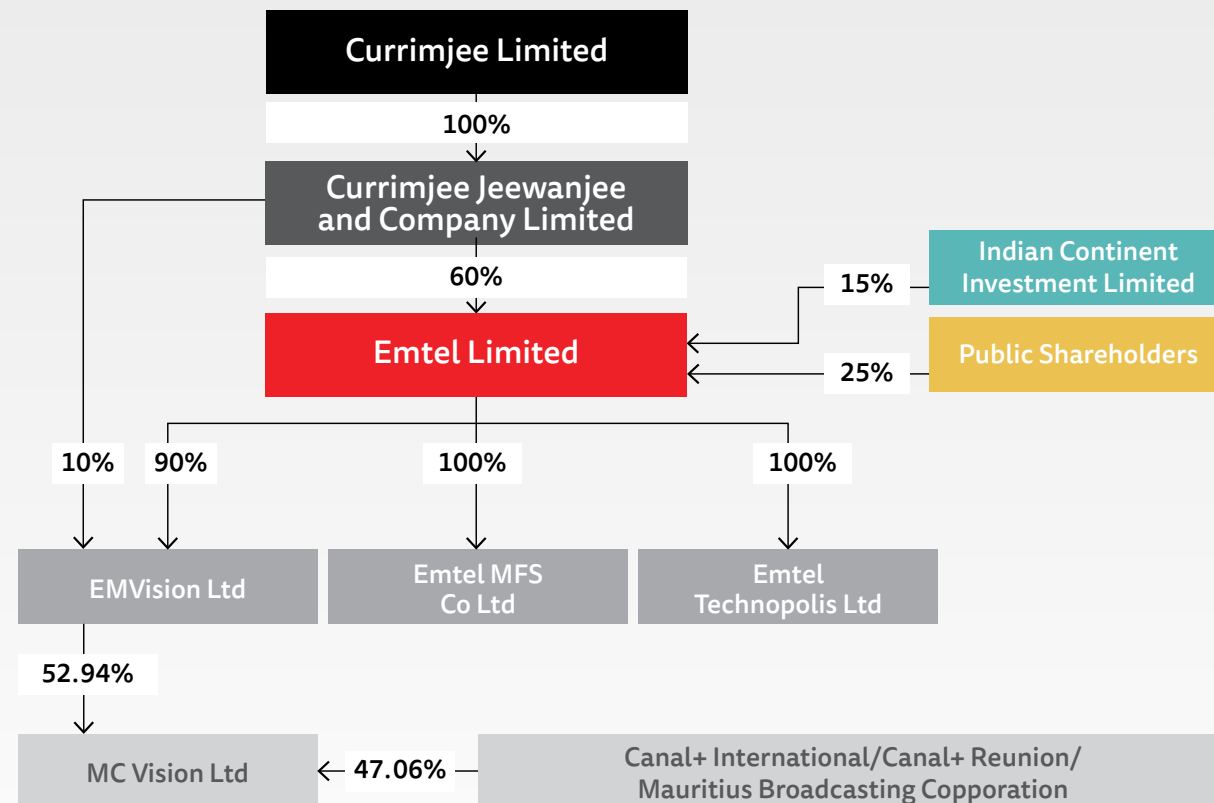 Currimjee Limited
100%
Currimjee Jeewanjee
and Company Limited
60%
Indian Continent
Investment Limited
15%
Emtel Limited
Public Shareholders
25%
10%
90%
100%
100%
EMVision Ltd
Emtel MFS
Co Ltd
Emtel
Technopolis Ltd
52.94%
MC Vision Ltd
47.06%
Canal+ International/Canal+ Reunion/
Mauritius Broadcasting Copporation